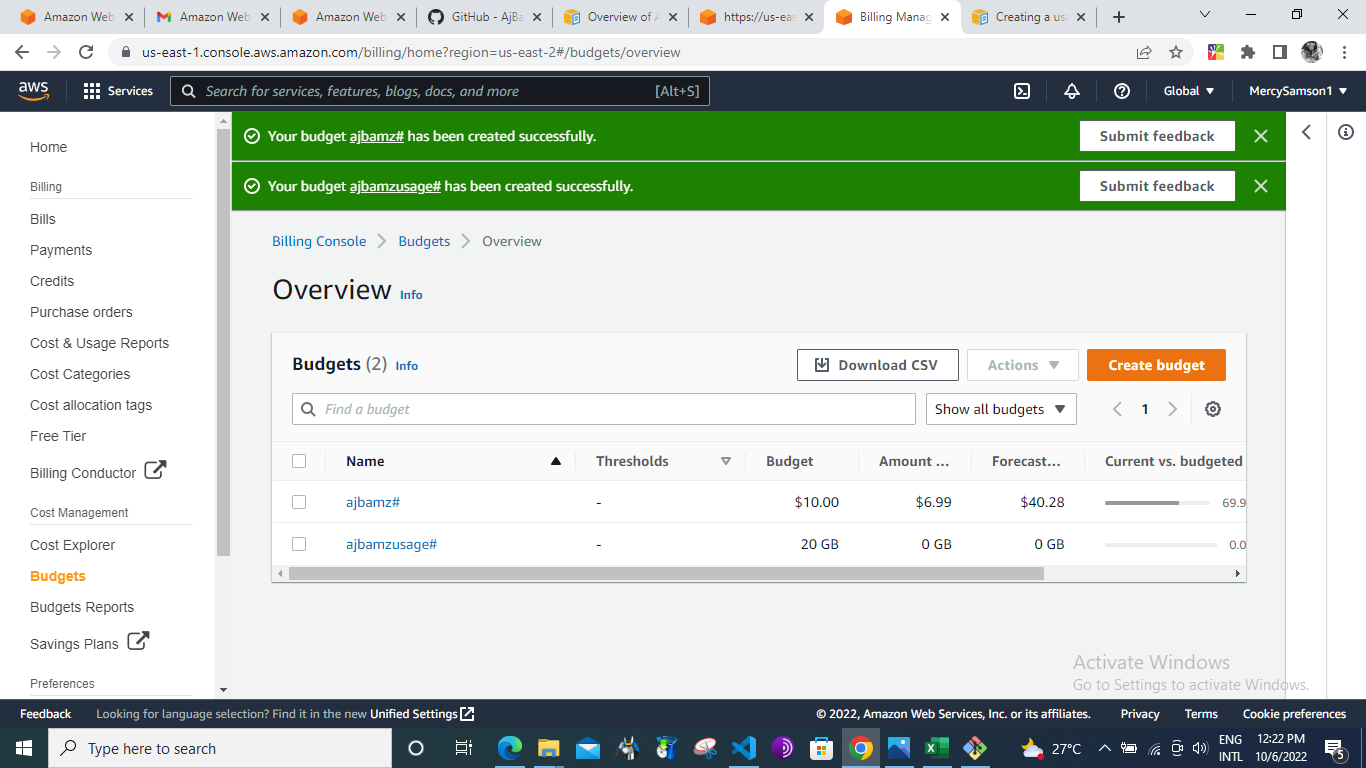 Amazon Web
Amazon Web
Amazon Web
GitHub - AjBa
Overview of A
https://us-eas
Billing Manag
Creating a usa
us-east-1.console.aws.amazon.com/billing/home?region=us-east-2#/budgets/overview
aws
Services
Search for services, features, blogs, docs, and more
[Alt+S]
Global
MercySamson1
Home
Billing
Bills
Payments
Credits
Purchase orders
Cost & Usage Reports
Cost Categories
Cost allocation tags
Free Tier
Billing Conductor
Cost Management
Cost Explorer
Budgets
Budgets Reports
Savings Plans
Preferences
Your budget ajbamz# has been created successfully.
Submit feedback
Your budget ajbamzusage# has been created successfully.
Submit feedback
Billing Console
Budgets
Overview
Overview Info
Budgets (2) Info
Download CSV
Actions
Create budget
Find a budget
Show all budgets
1
Name Thresholds Budget Amount ... Forecast... Current vs. budgeted
ajbamz# - $10.00 $6.99 $40.28 69.9
ajbamzusage# - 20 GB 0 GB 0 GB 0.0
Activate Windows
Go to Settings to activate Windows.
Feedback
Looking for language selection? Find it in the new Unified Settings
© 2022, Amazon Web Services, Inc. or its affiliates.
Privacy
Terms
Cookie preferences
Type here to search
27°C
ENG
INTL
12:22 PM
10/6/2022
5